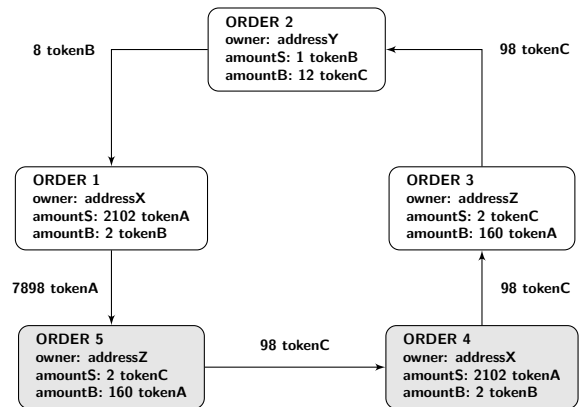 ORDER 2
owner: addressY
amountS: 1 tokenB
amountB: 12 tokenC
8 tokenB
98 tokenC
ORDER 1
owner: addressX
amountS: 2102 tokenA
amountB: 2 tokenB
ORDER 3
owner: addressZ
amountS: 2 tokenC
amountB: 160 tokenA
7898 tokenA
98 tokenC
ORDER 5
owner: addressZ
amountS: 2 tokenC
amountB: 160 tokenA
98 tokenC
ORDER 4
owner: addressX
amountS: 2102 tokenA
amountB: 2 tokenB